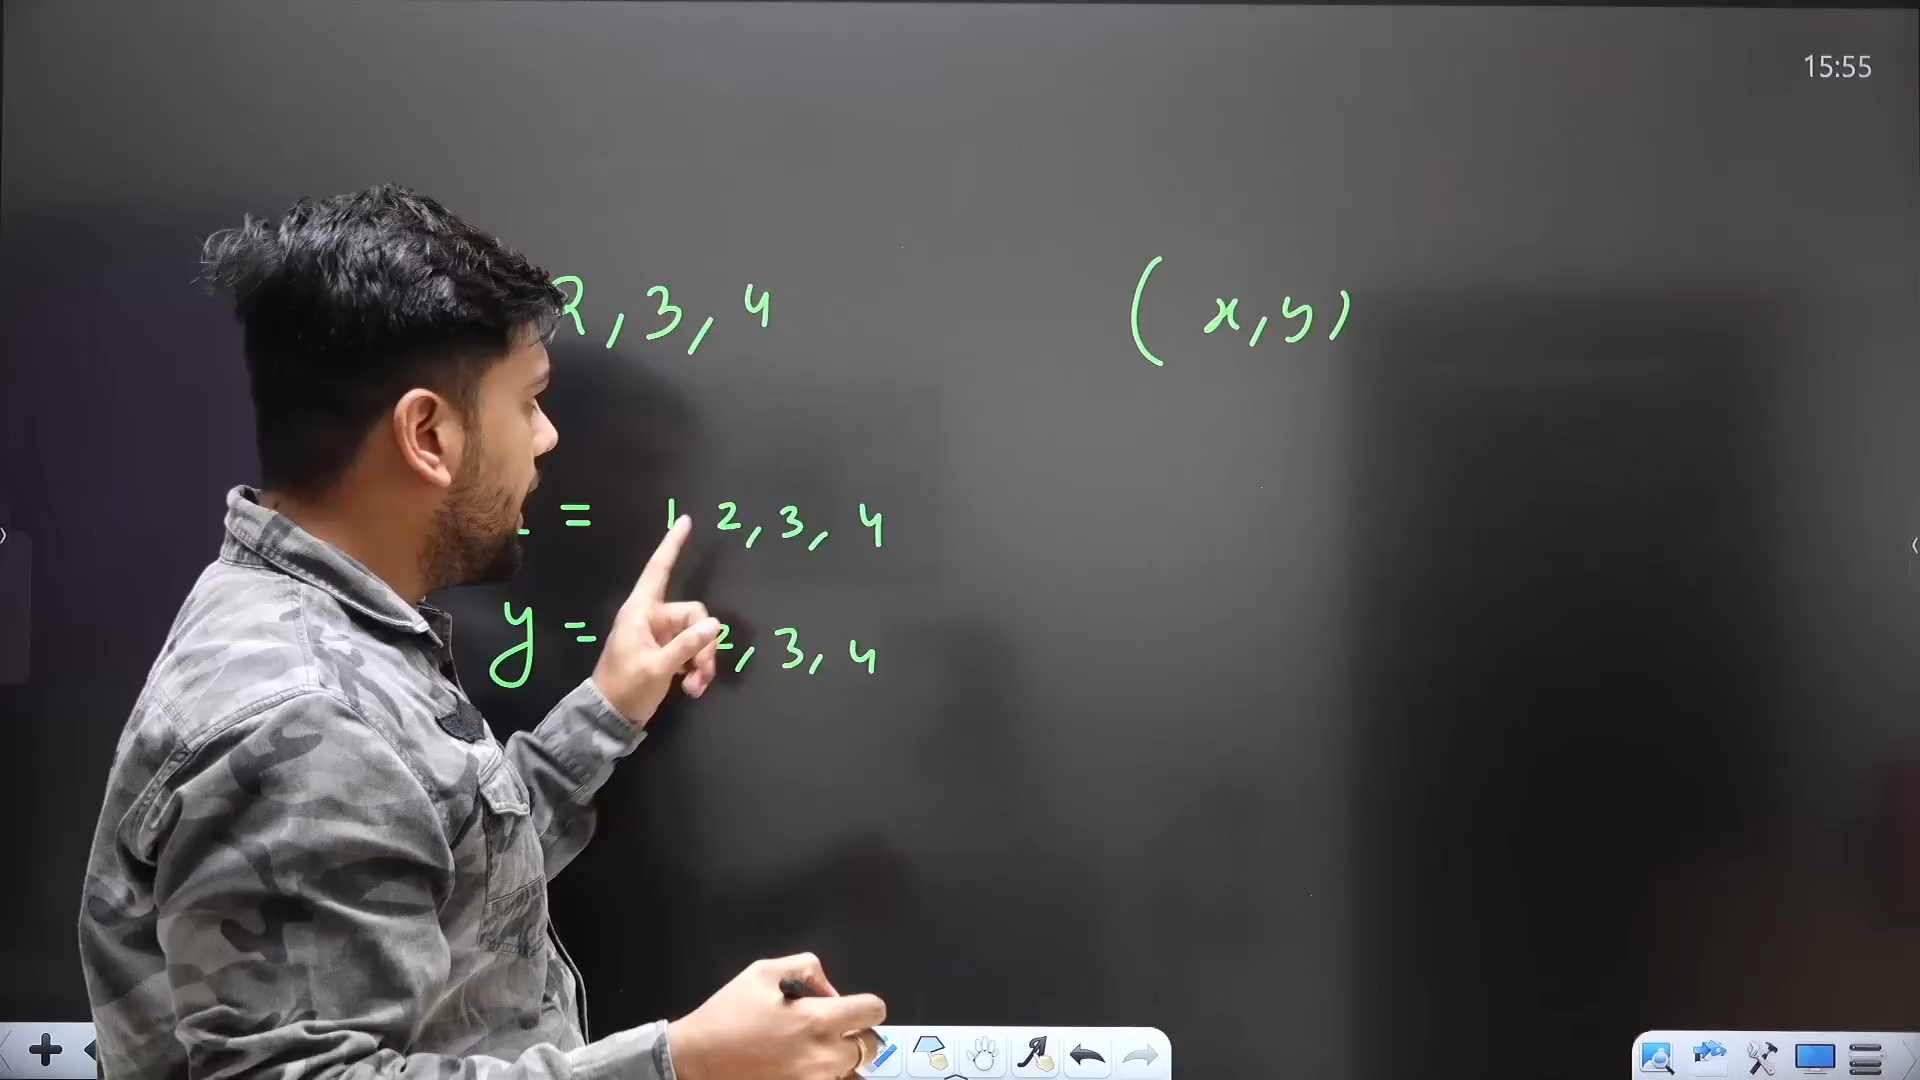 15:55
2, 3, 4
( x, y)
= 1 2, 3, 4
y = 2, 3, 4